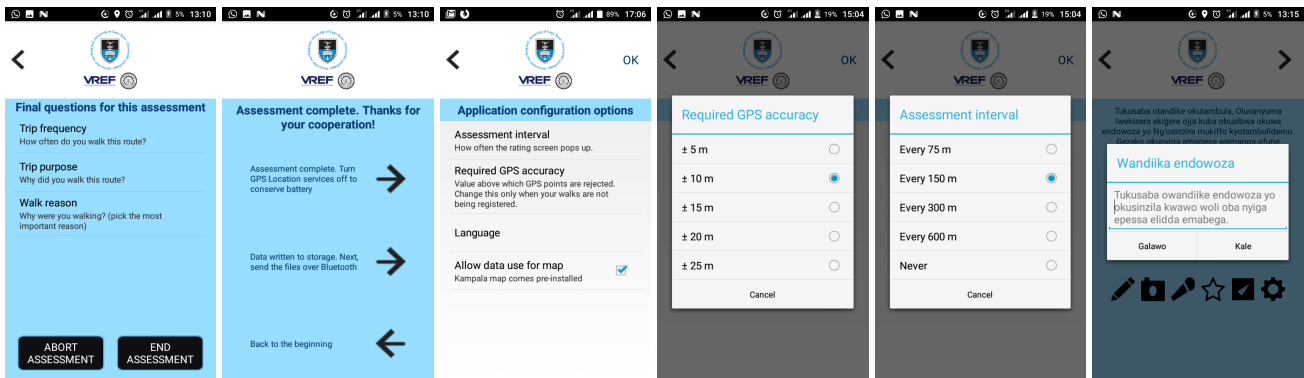 5% 13:10
VREF
Final questions for this assessment
Trip frequency
How often do you walk this route?
Trip purpose
Why did you walk this route?
Walk reason
Why were you walking? (pick the most
important reason)
ABORT
ASSESSMENT
END
ASSESSMENT
5% 13:10
VREF
Assessment complete. Thanks for
your cooperation!
Assessment complete. Turn
GPS Location services off to
conserve battery
Data written to storage. Next,
send the files over Bluetooth
Back to the beginning
89% 17:06
VREF
OK
Application configuration options
Assessment interval
How often the rating screen pops up.
Required GPS accuracy
Value above which GPS points are rejected.
Change this only when your walks are not
being registered.
Language
Allow data use for map
Kampala map comes pre-installed
19% 15:04
OK
VREF
Required GPS accuracy
± 5 m
± 10 m
± 15 m
± 20 m
± 25 m
Cancel
19% 15:04
OK
VREF
Assessment interval
Every 75 m
Every 150 m
Every 300 m
Every 600 m
Never
Cancel
5% 13:15
VREF
Tukusaba otandike okutambula, Oluvanyuma
lwekisera ekigere ojja kuba obuzibwa okuwa
endowoza yo Ng'osinzira mukiffo kyotambulidemu.
Wandiika endowoza
Tukusaba owandiike endowoza yo
okusinzila kwawo woli oba nyiga
epessa elidda emabega.
Galawo
Kale